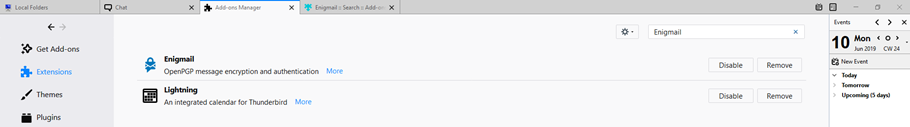 Local Folders
Chat
Add-ons Manager
Enigmail :: Search :: Add-on
Get Add-ons
Extensions
Themes
Plugins
Enigmail
Enigmail
OpenPGP message encryption and authentication More
Disable Remove
Lightning
An integrated calendar for Thunderbird More
Disable Remove
Events
10 Mon
Jun 2019 CW 24
New Event
Today
Tomorrow
Upcoming (5 days)